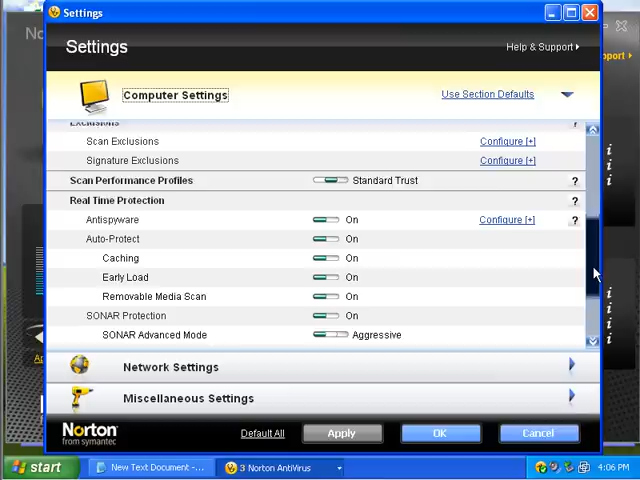 Settings
Settings
Help & Support
Computer Settings
Use Section Defaults
Exclusions
Scan Exclusions Configure [+]
Signature Exclusions Configure [+]
Scan Performance Profiles Standard Trust ?
Real Time Protection ?
Antispyware On Configure [+] ?
Auto-Protect On
Caching On
Early Load On
Removable Media Scan On
SONAR Protection On
SONAR Advanced Mode Aggressive
Network Settings
Miscellaneous Settings
Norton
from symantec
Default All
Apply
OK
Cancel
start
New Text Document -...
3 Norton AntiVirus
4:06 PM